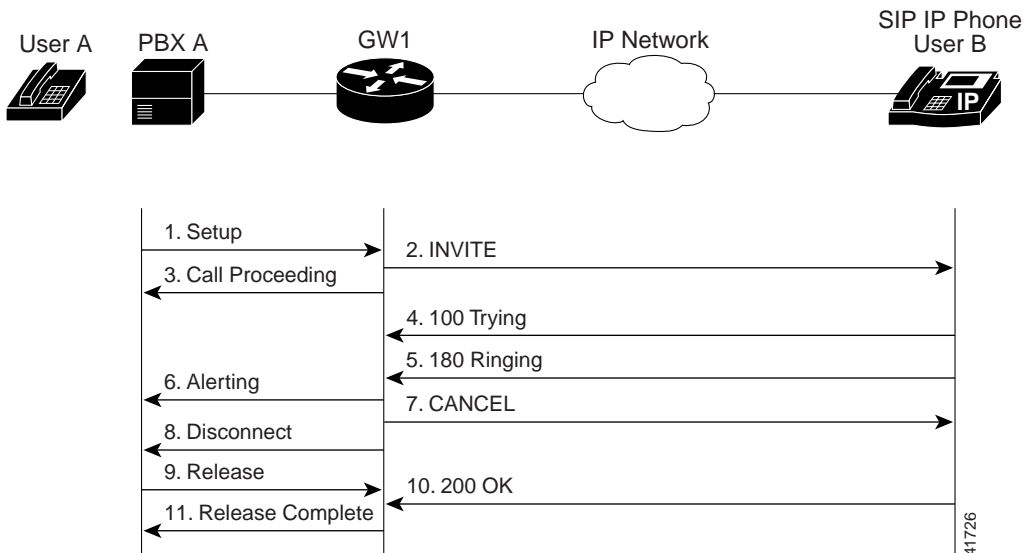 User A
PBX A
GW1
IP Network
SIP IP Phone
User B
IP
1. Setup
2. INVITE
3. Call Proceeding
4. 100 Trying
5. 180 Ringing
6. Alerting
7. CANCEL
8. Disconnect
9. Release
10. 200 OK
11. Release Complete
41726